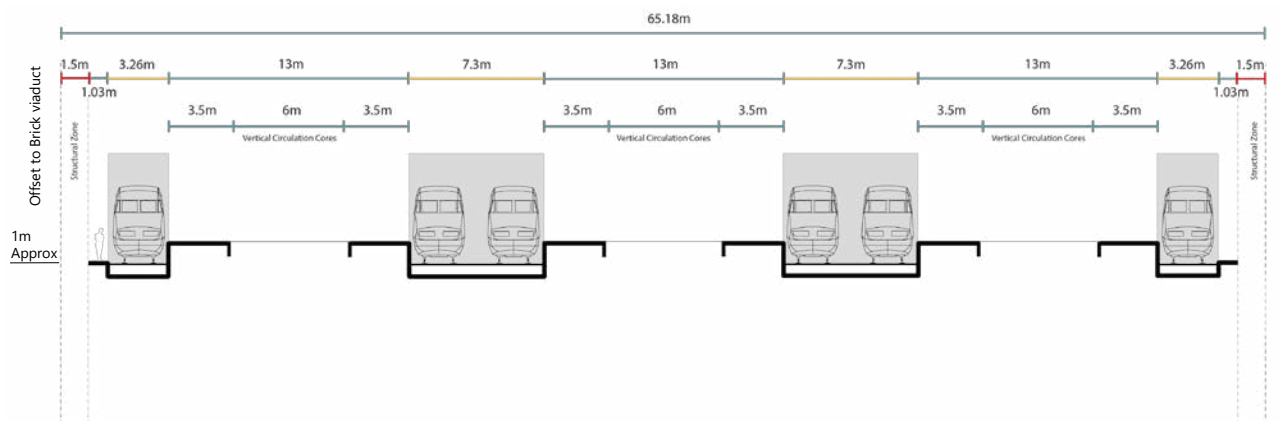 65.18m
1.5m 3.26m 13m 7.3m 13m 7.3m 13m 3.26m 1.5m
1.03m 1.03m
3.5m 6m 3.5m 3.5m 6m 3.5m 3.5m 6m 3.5m
Vertical Circulation Cores Vertical Circulation Cores Vertical Circulation Cores
Offset to Brick viaduct
Structural Zone
Structural Zone
1m
Approx